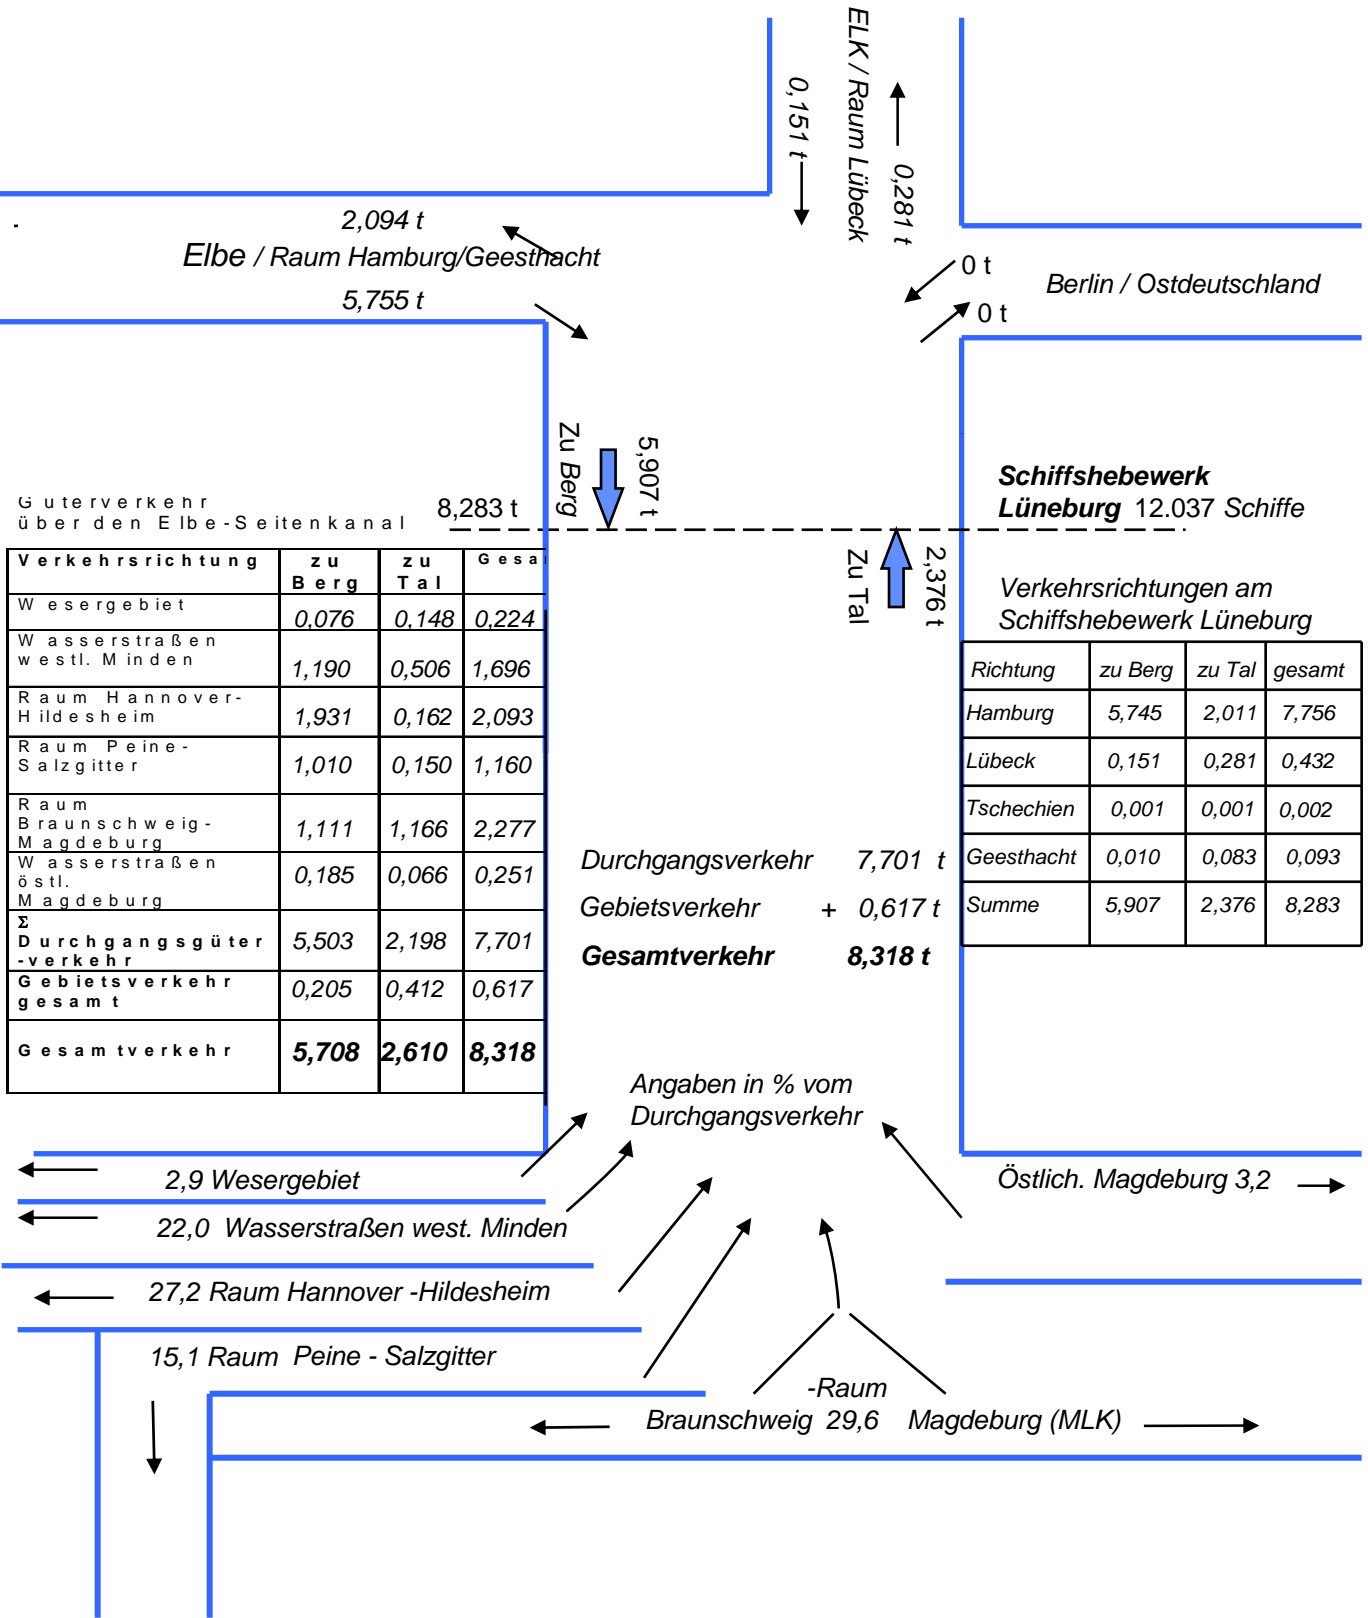 ELK / Raum Lübeck
0,151 t
0,281 t
2,094 t
Elbe / Raum Hamburg/Geesthacht
5,755 t
0 t
0 t
Berlin / Ostdeutschland
Zu Berg
5,907 t
Schiffshebewerk
Lüneburg 12.037 Schiffe
Güterverkehr
über den Elbe-Seitenkanal
8,283 t
Zu Tal
2,376 t
Verkehrsrichtung zu Berg zu Tal
Wesergebiet 0,076 0,148 0,224
Wasserstraßen westl. Minden 1,190 0,506 1,696
Raum Hannover-Hildesheim 1,931 0,162 2,093
Raum Peine-Salzgitter 1,010 0,150 1,160
Raum Braunschweig-Magdeburg 1,111 1,166 2,277
Wasserstraßen östl. Magdeburg 0,185 0,066 0,251
Σ Durchgangsgüter-verkehr 5,503 2,198 7,701
Gebietsverkehr gesamt 0,205 0,412 0,617
Gesamtverkehr 5,708 2,610 8,318
Verkehrsrichtungen am
Schiffshebewerk Lüneburg
Richtung zu Berg zu Tal gesamt
Hamburg 5,745 2,011 7,756
Lübeck 0,151 0,281 0,432
Tschechien 0,001 0,001 0,002
Geesthacht 0,010 0,083 0,093
Summe 5,907 2,376 8,283
Durchgangsverkehr 7,701 t
Gebietsverkehr + 0,617 t
Gesamtverkehr 8,318 t
Angaben in % vom
Durchgangsverkehr
2,9 Wesergebiet
Östlich. Magdeburg 3,2
22,0 Wasserstraßen west. Minden
27,2 Raum Hannover -Hildesheim
15,1 Raum Peine - Salzgitter
-Raum
Braunschweig 29,6 Magdeburg (MLK)